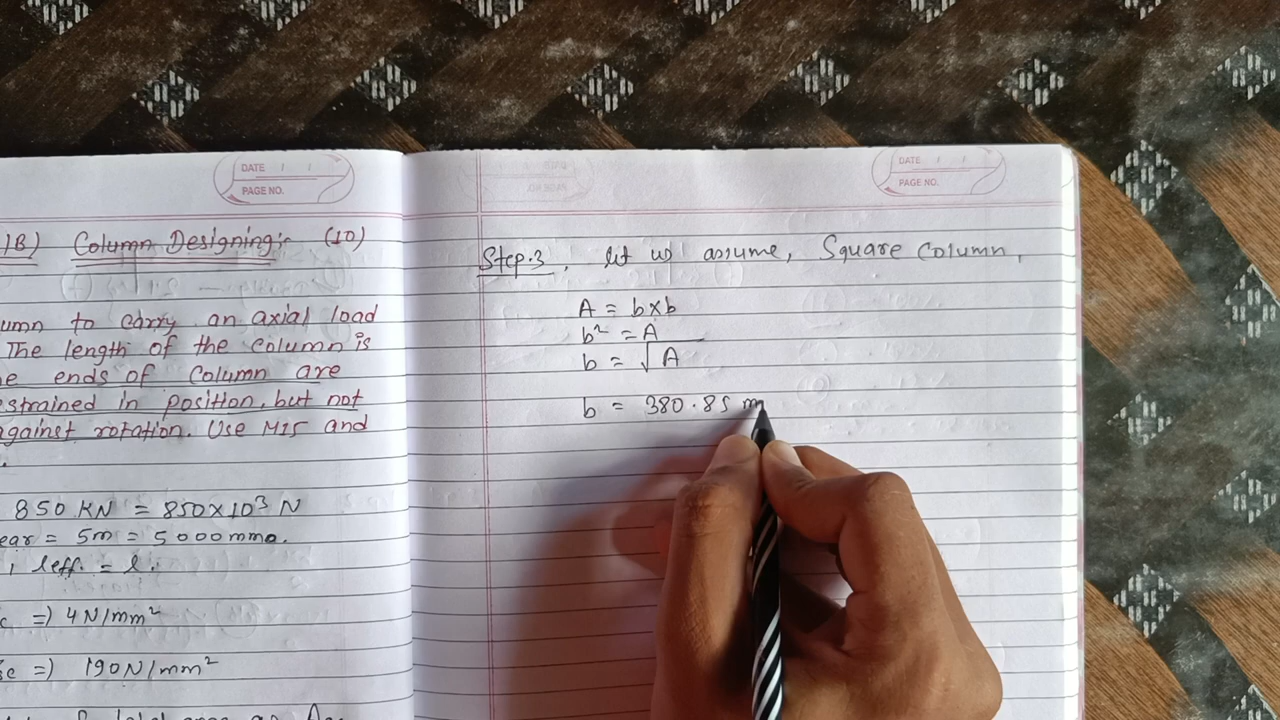 DATE
PAGE NO.
1B) Column Designing:- (10)
umn to carry an axial load
The length of the column is
e ends of column are
estrained in position, but not
against rotation. Use M15 and
850 KN = 850×10³ N
ear = 5m = 5000mm.
leff. = l.
c => 4N/mm²
sc => 190N/mm²
DATE
PAGE NO.
Step.3, let us assume, Square column,
A = b×b
b² = A
b = √A
b = 380.85 m